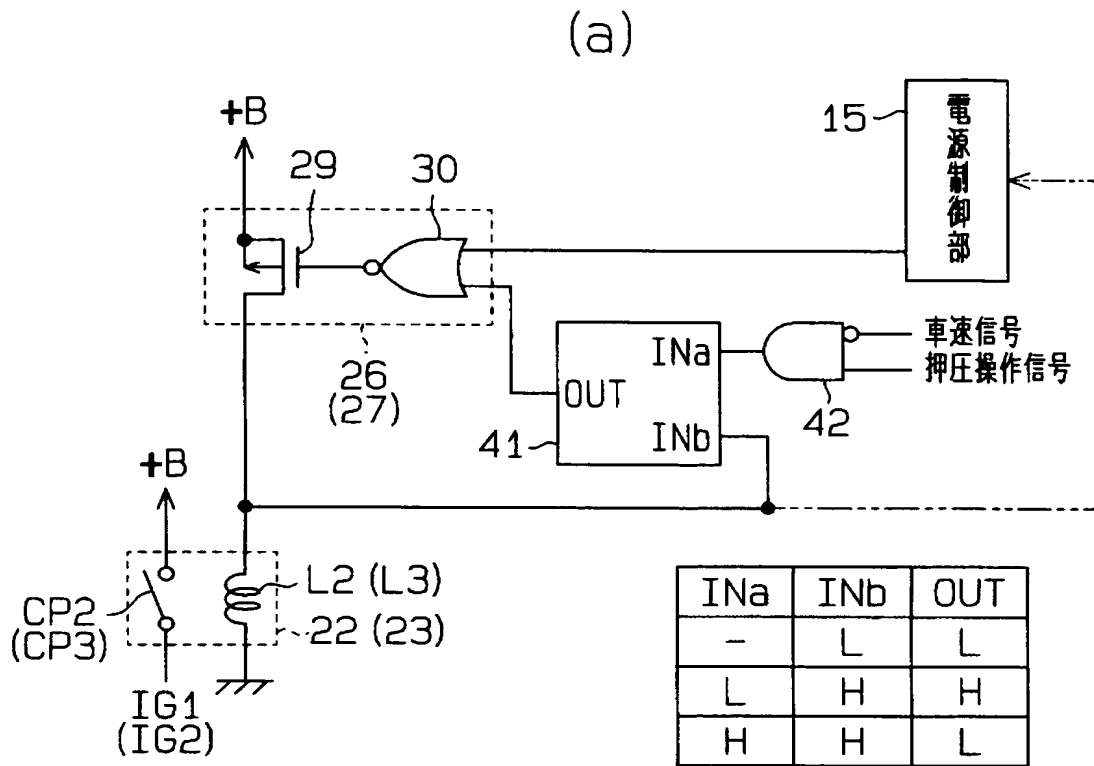 (a)
+B
29
30
15
電源制御部
26
(27)
INa
OUT
INb
41
42
車速信号
押圧操作信号
+B
CP2
(CP3)
L2 (L3)
22 (23)
IG1
(IG2)
INa INb OUT
- L L
L H H
H H L